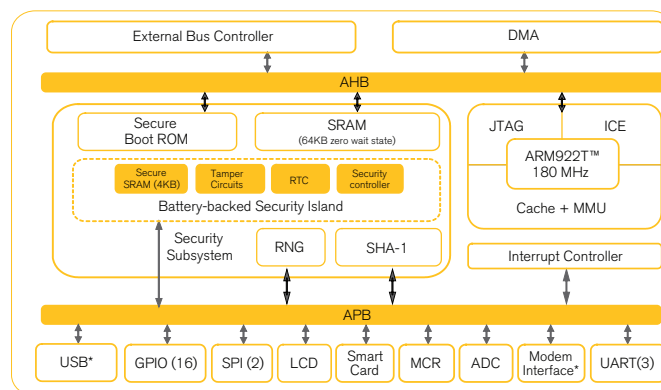 External Bus Controller
DMA
AHB
Secure
Boot ROM
SRAM
(64KB zero wait state)
JTAG
ICE
ARM922T™
180 MHz
Cache + MMU
Secure
SRAM (4KB)
Tamper
Circuits
RTC
Security
controller
Battery-backed Security Island
Security
Subsystem
RNG
SHA-1
Interrupt Controller
APB
USB*
GPIO (16)
SPI (2)
LCD
Smart
Card
MCR
ADC
Modem
Interface*
UART(3)